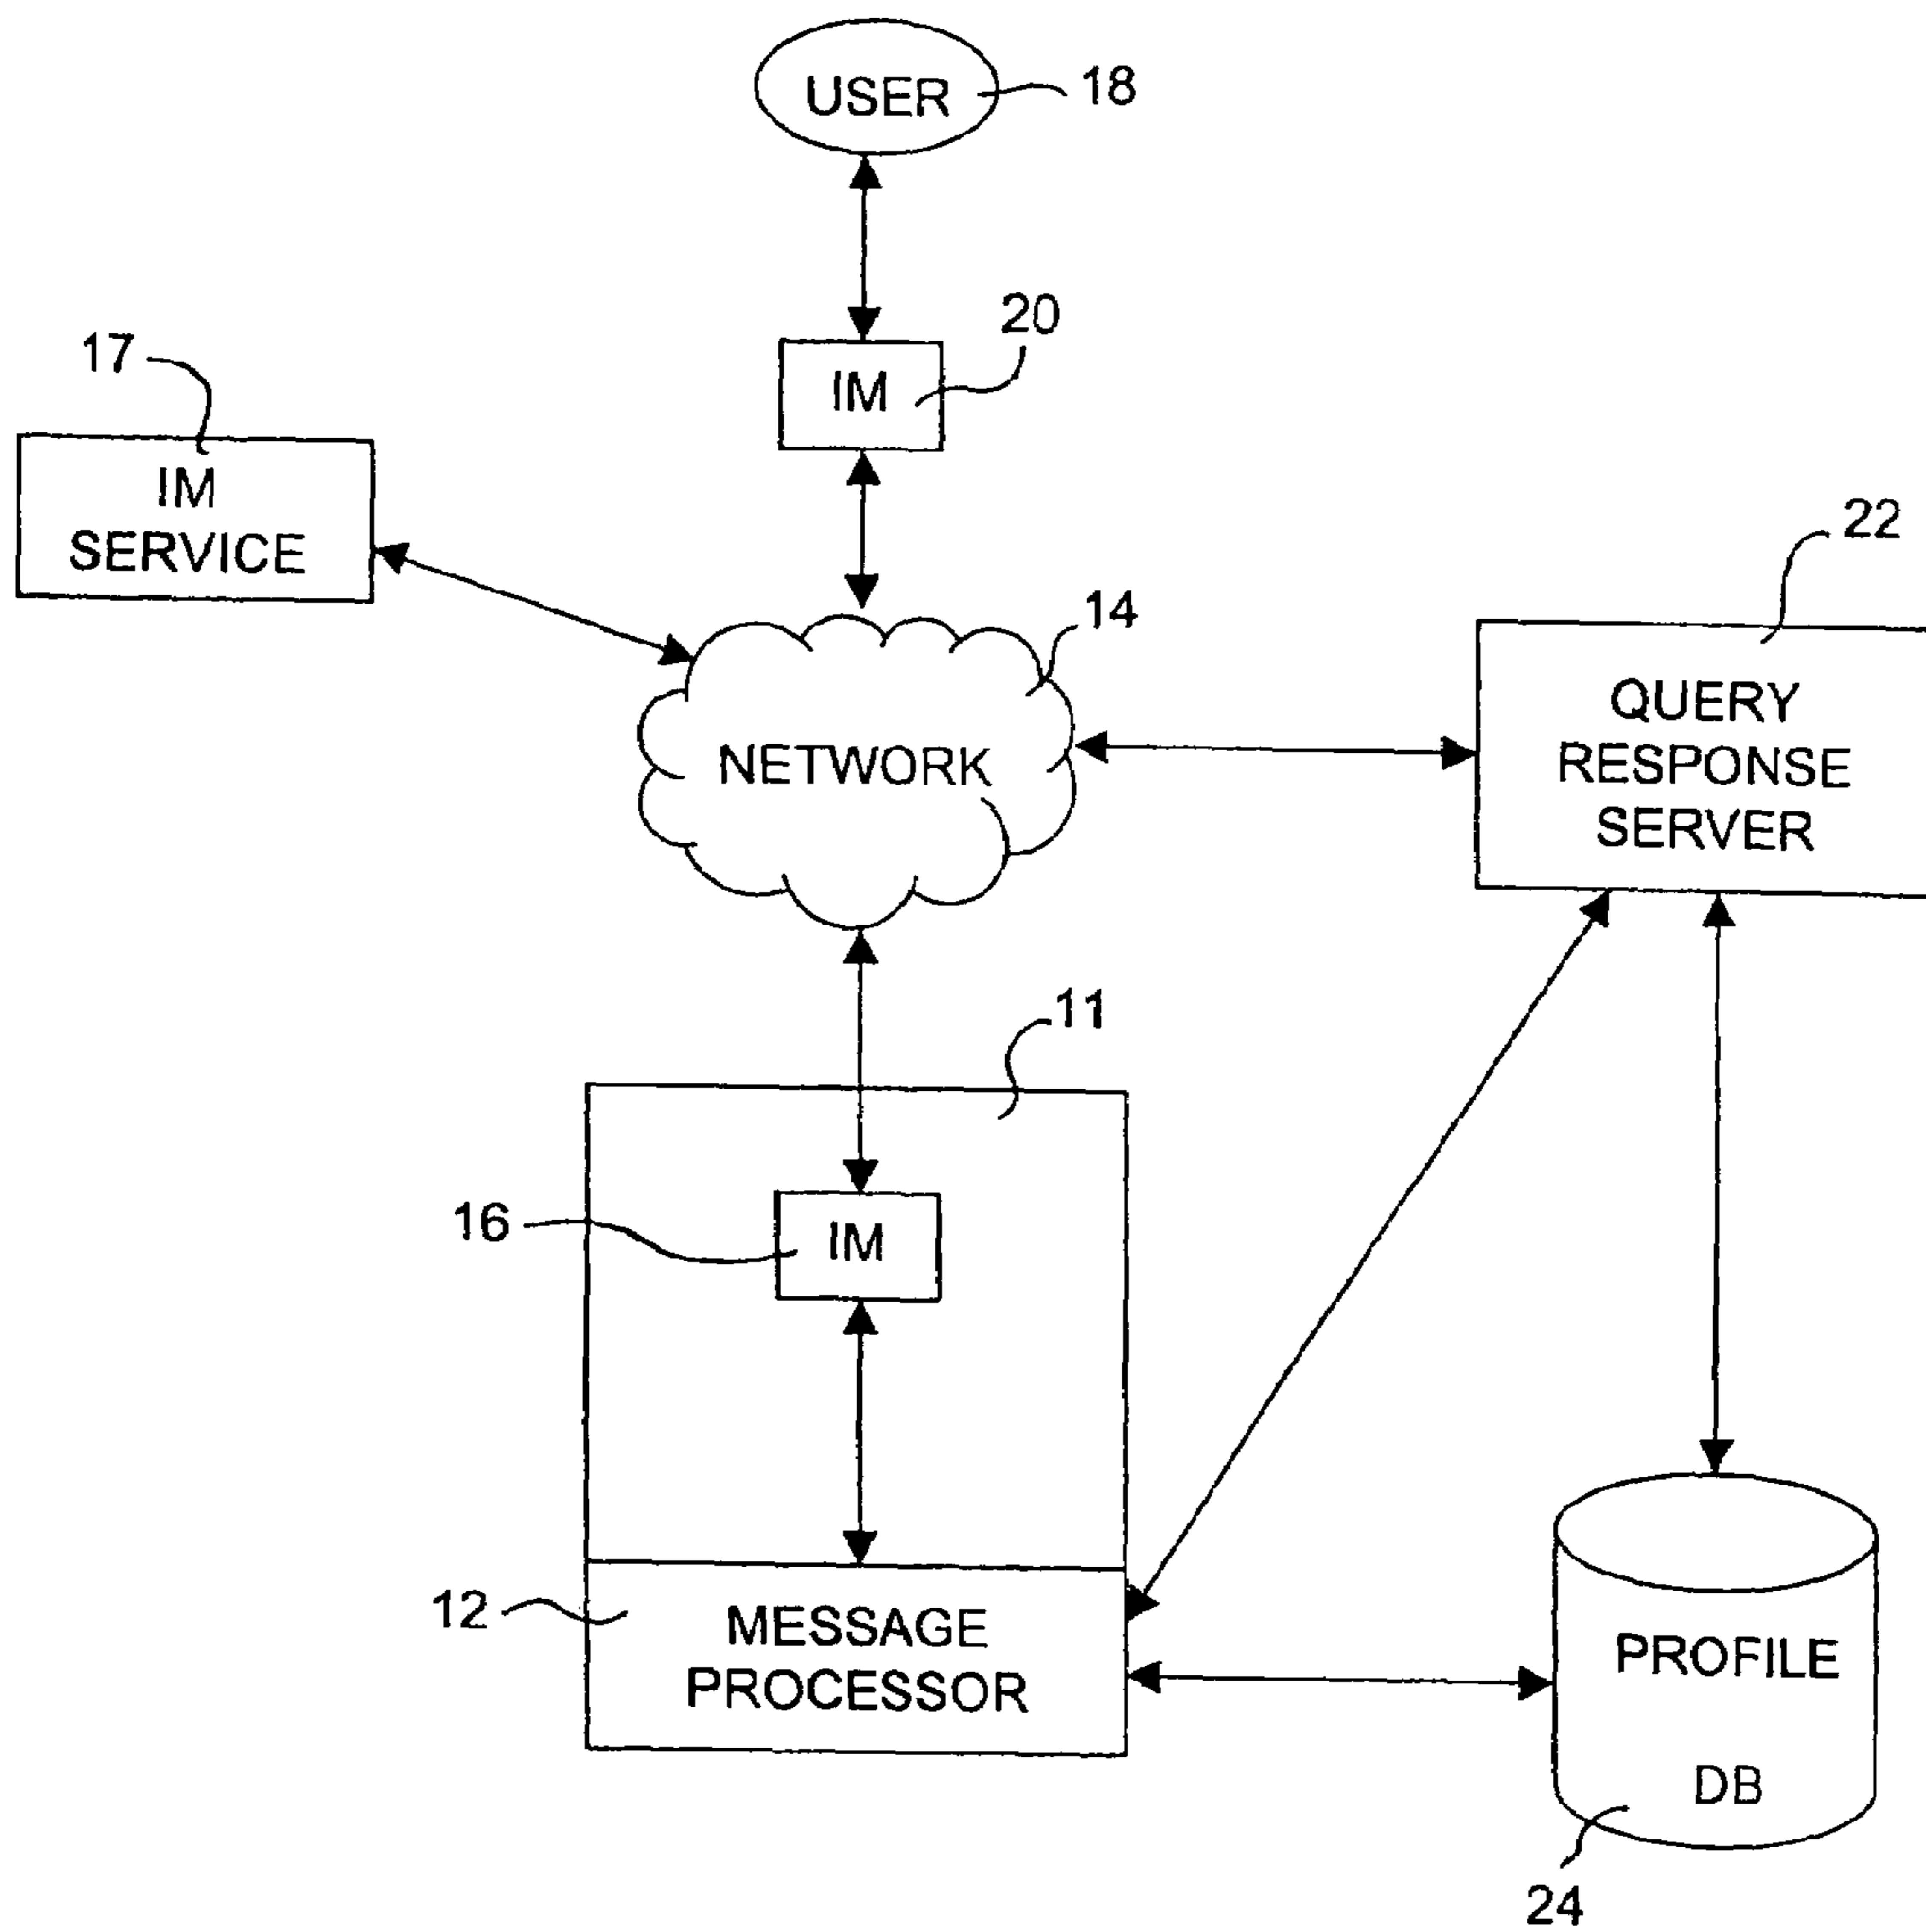 USER
18
20
IM
17
IM
SERVICE
22
14
QUERY
RESPONSE
SERVER
NETWORK
11
16
IM
12
MESSAGE
PROCESSOR
PROFILE
DB
24